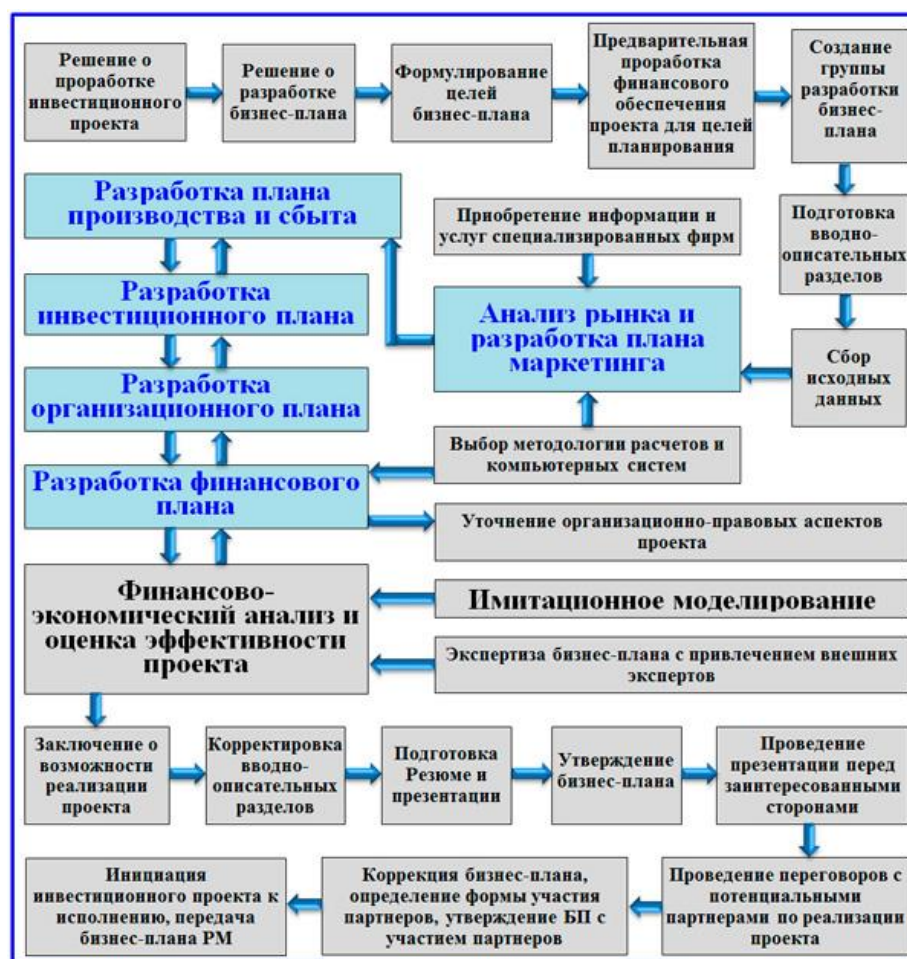 Решение о
проработке
инвестиционного
проекта
Решение о
разработке
бизнес-плана
Формулирование
целей
бизнес-плана
Предварительная
проработка
финансового
обеспечения
проекта для целей
планирования
Создание
группы
разработки
бизнес-
плана
Разработка плана
производства и сбыта
Приобретение информации и
услуг специализированных фирм
Подготовка
вводно-
описательных
разделов
Разработка
инвестиционного плана
Анализ рынка и
разработка плана
маркетинга
Сбор
исходных
данных
Разработка
организационного плана
Выбор методологии расчетов и
компьютерных систем
Разработка финансового
плана
Уточнение организационно-правовых аспектов
проекта
Финансово-
экономический анализ и
оценка эффективности
проекта
Имитационное моделирование
Экспертиза бизнес-плана с привлечением внешних
экспертов
Заключение о
возможности
реализации
проекта
Корректировка
вводно-
описательных
разделов
Подготовка
Резюме и
презентации
Утверждение
бизнес-плана
Проведение
презентации перед
заинтересованными
сторонами
Инициация
инвестиционного проекта к
исполнению, передача
бизнес-плана РМ
Коррекция бизнес-плана,
определение формы участия
партнеров, утверждение БП с
участием партнеров
Проведение переговоров с
потенциальными
партнерами по реализации
проекта